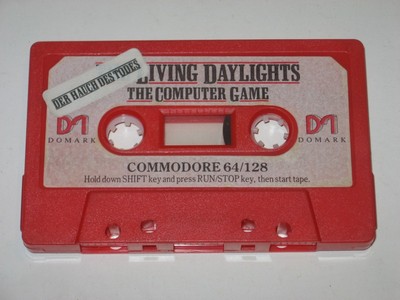 LIVING DAYLIGHTS
THE COMPUTER GAME
DER HAUCH DES TODES
DOMARK
DOMARK
COMMODORE 64/128
Hold down SHIFT key and press RUN/STOP key, then start tape.